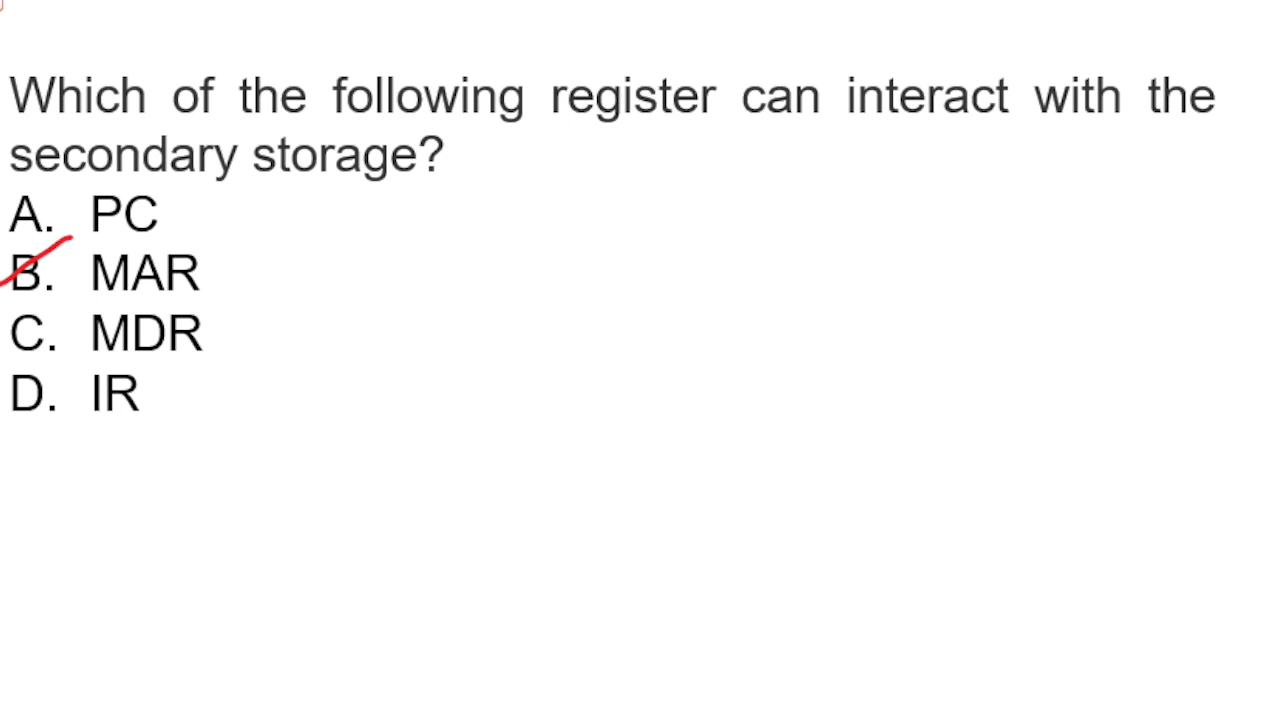 Which of the following register can interact with the
secondary storage?
A. PC
B. MAR
C. MDR
D. IR